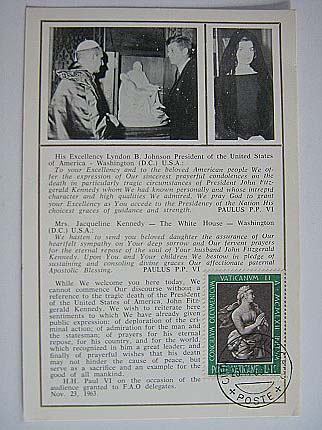 His Excellency Lyndon B. Johnson President of the United States
of America - Washington (D.C.) U.S.A.:
To your Excellency and to the beloved American people We of-
fer the expression of Our sincerest prayerful condolences on the
death in particularly tragic circumstances of President John Fitz-
gerald Kennedy whom We had known personally and whose intrepid
character and high qualities We admired, We pray God to grant
your Excellency as You accede to the Presidency of the Nation His
choicest graces of guidance and strength. PAULUS P.P. VI
Mrs. Jacqueline Kennedy — The White House — Washington
(D.C.) U.S.A.:
We hasten to send you beloved daughter the assurance of Our
heartfelt sympathy on Your deep sorrow and Our fervent prayers
for the eternal repose of the soul of Your husband John Fitzgerald
Kennedy. Upon You and Your children We bestow in pledge of
sustaining and consoling divine graces Our affectionate paternal
Apostolic Blessing. PAULUS P.P. VI
While We welcome you here today, We
cannot commence Our discourse without a
reference to the tragic death of the President
of the United States of America, John Fitz-
gerald Kennedy. We wish to reiterate the
sentiments to which We have already given
public expression: of deploration of the cri-
minal action; of admiration for the man and
the statesman; of prayers for his eternal
repose, for his country, and for the world,
which recognized in him a great leader; and
finally of prayerful wishes that his death
may not hinder the cause of peace, but
serve as a sacrifice and an example for the
good of all mankind.
H.H. Paul VI on the occasion of the
audience granted to F.A.O delegates.
Nov. 23, 1963
VATICANUM II
CONCILIUM OECUMENICUM
A. MCMLXII
POSTE VATICANE
POSTE